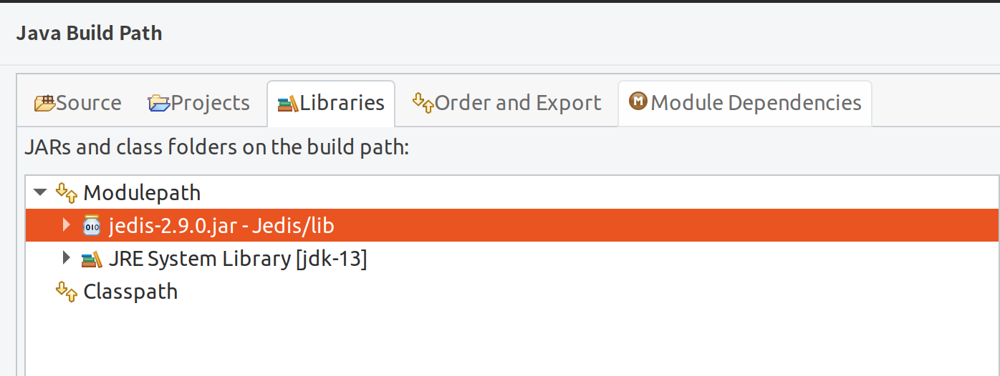 Java Build Path
Source Projects Libraries Order and Export M Module Dependencies
JARs and class folders on the build path:
Modulepath
010 jedis-2.9.0.jar - Jedis/lib
JRE System Library [jdk-13]
Classpath